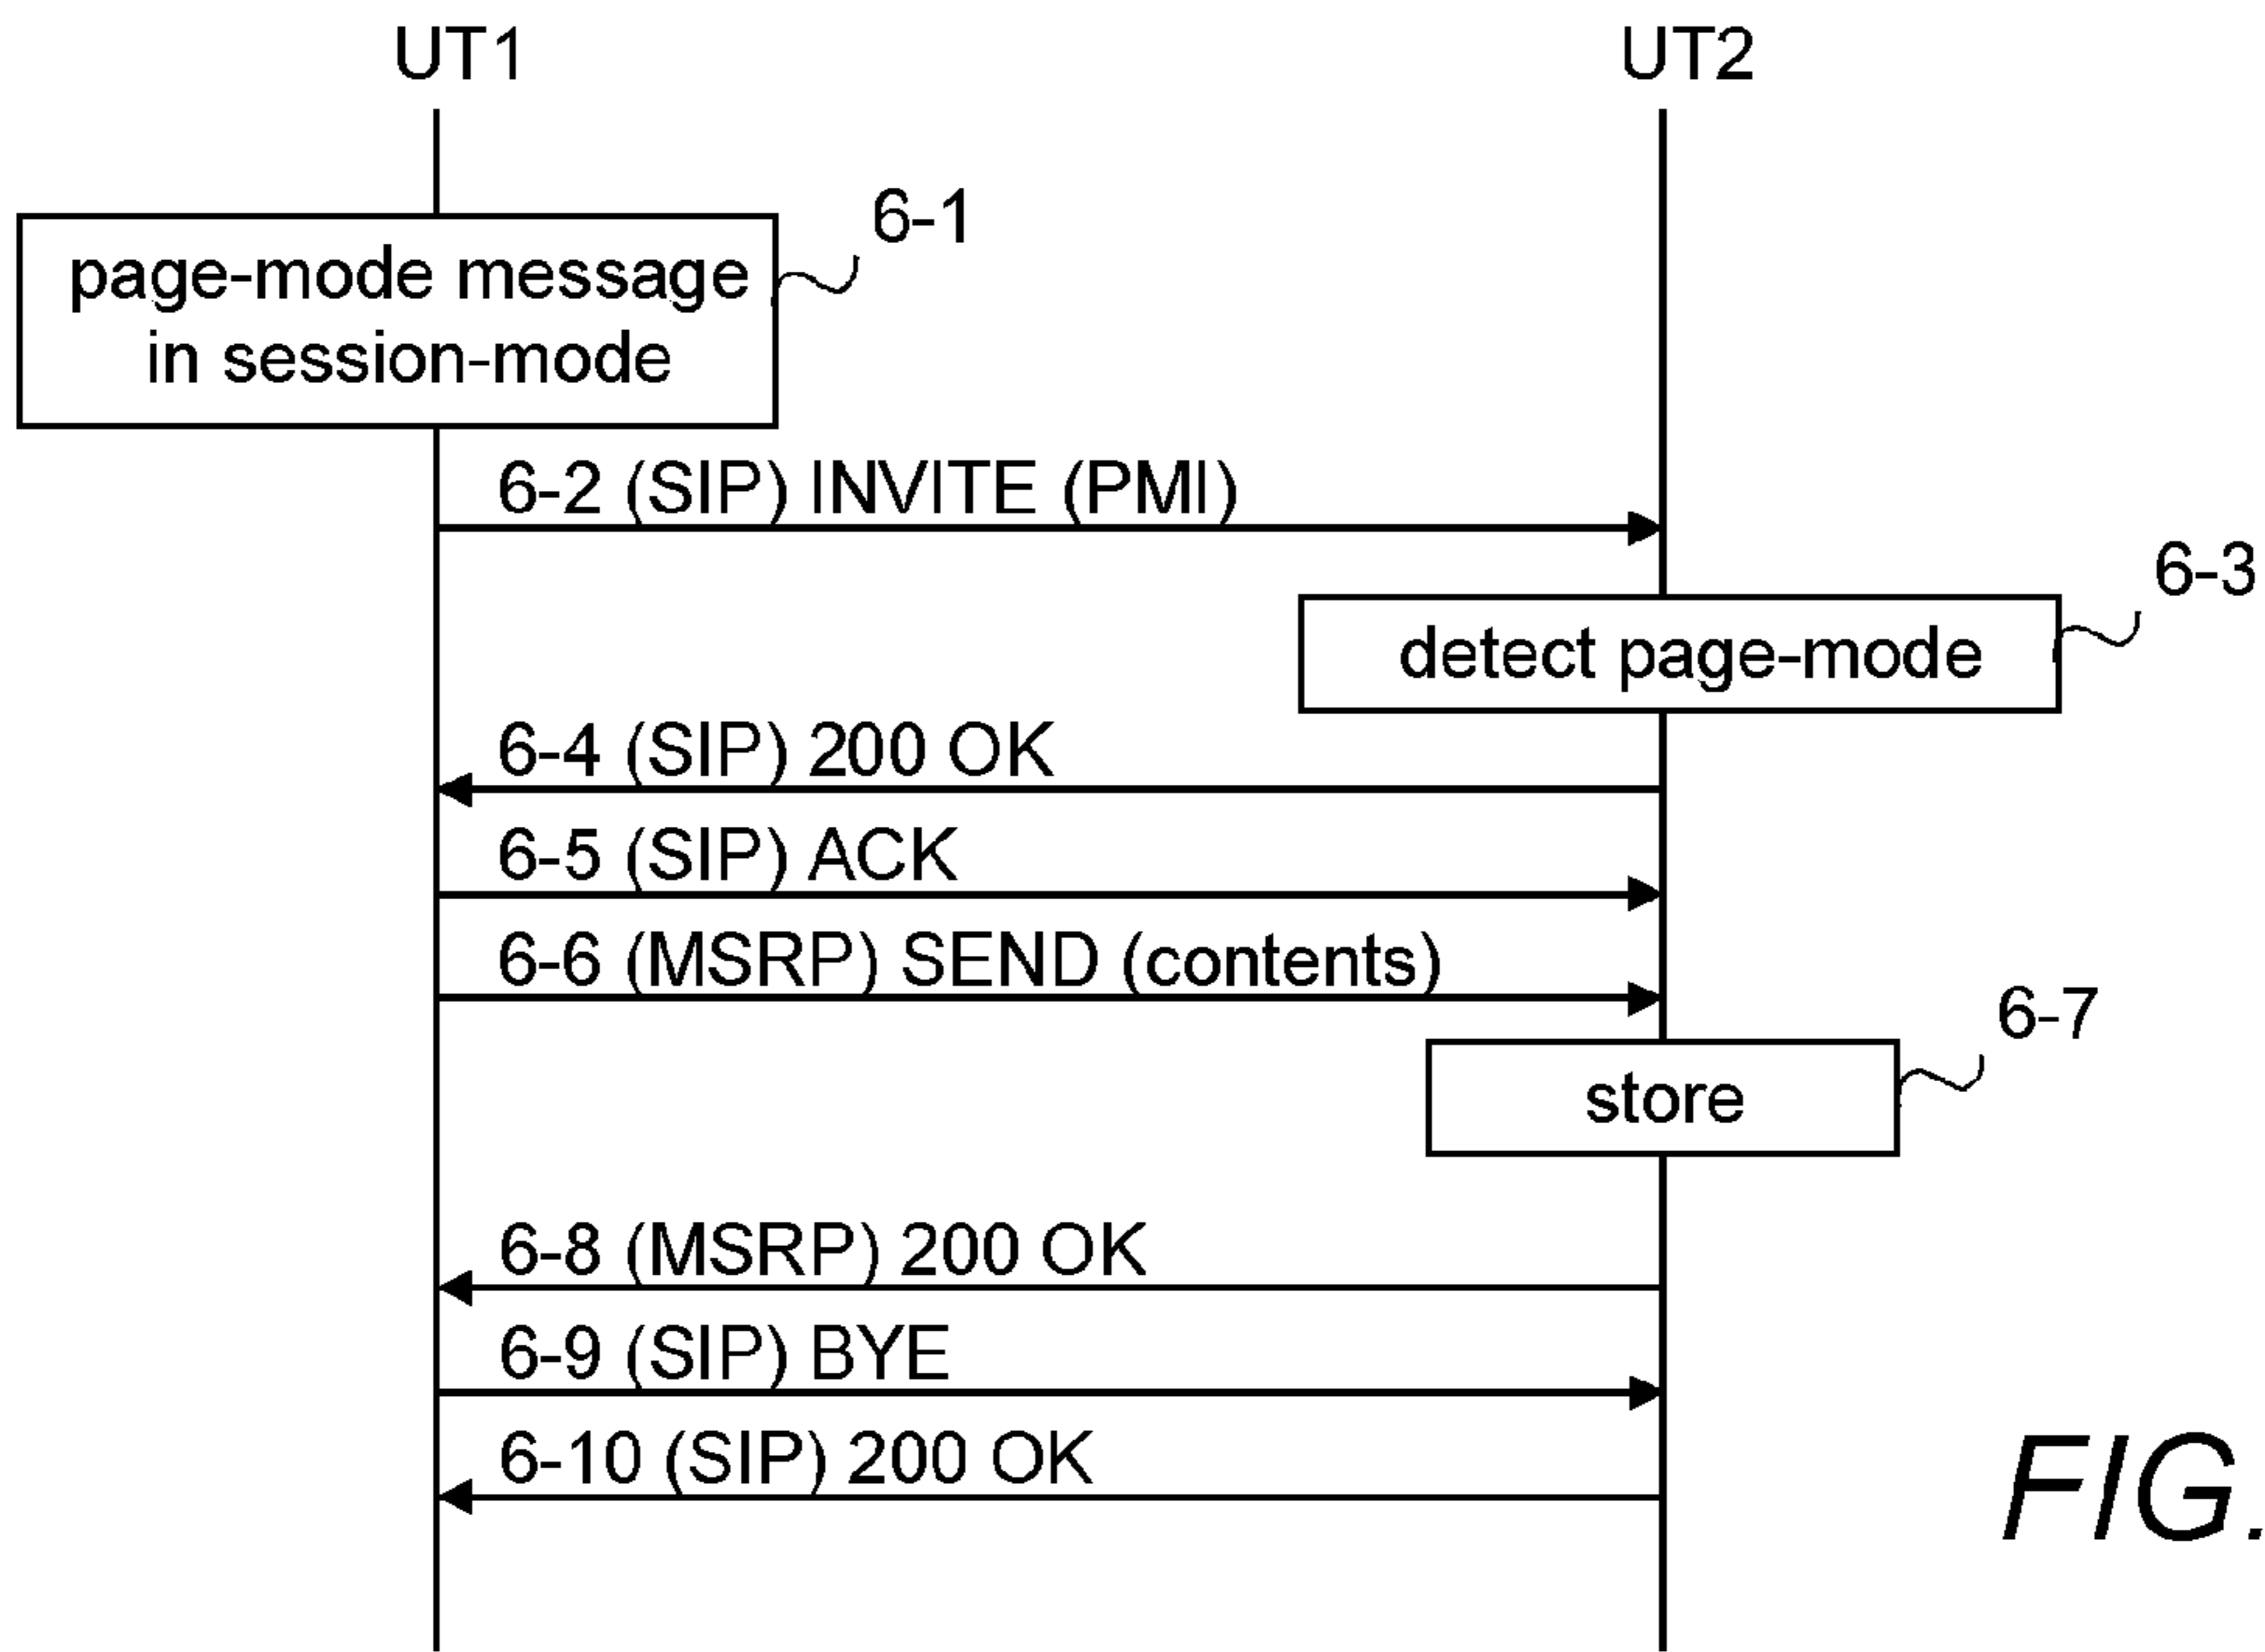 UT1
UT2
6-1
page-mode message
in session-mode
6-2 (SIP) INVITE (PMI)
6-3
detect page-mode
6-4 (SIP) 200 OK
6-5 (SIP) ACK
6-6 (MSRP) SEND (contents)
6-7
store
6-8 (MSRP) 200 OK
6-9 (SIP) BYE
6-10 (SIP) 200 OK
FIG.